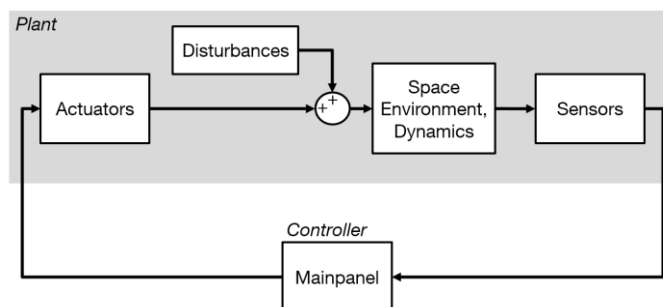 Plant
Disturbances
Actuators
++
Space
Environment,
Dynamics
Sensors
Controller
Mainpanel